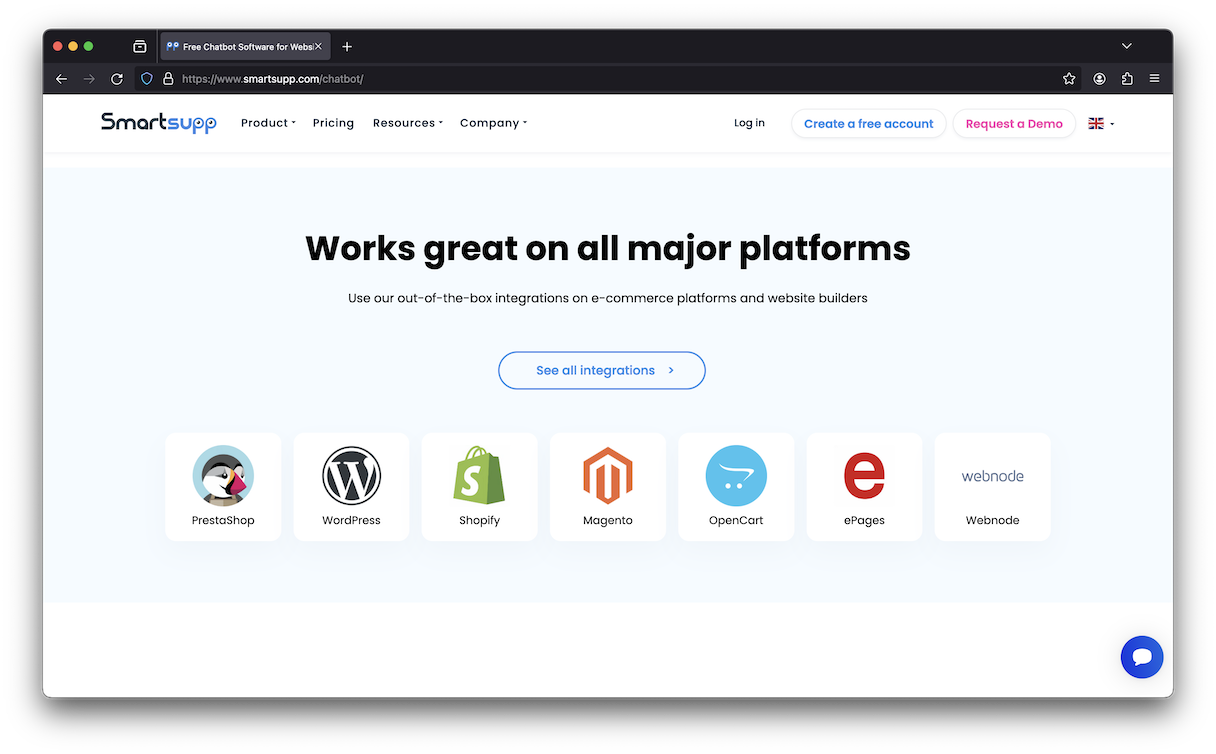 Free Chatbot Software for Websi
https://www.smartsupp.com/chatbot/
Smartsupp Product Pricing Resources Company Log in Create a free account Request a Demo
Works great on all major platforms
Use our out-of-the-box integrations on e-commerce platforms and website builders
See all integrations >
S e webnode
PrestaShop WordPress Shopify Magento OpenCart ePages Webnode